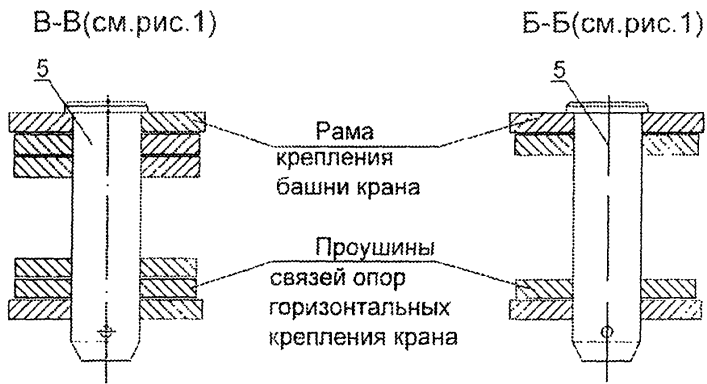 В-В(см.рис.1)
Б-Б(см.рис.1)
5
5
Рама
крепления
башни крана
Проушины
связей опор
горизонтальных
крепления крана